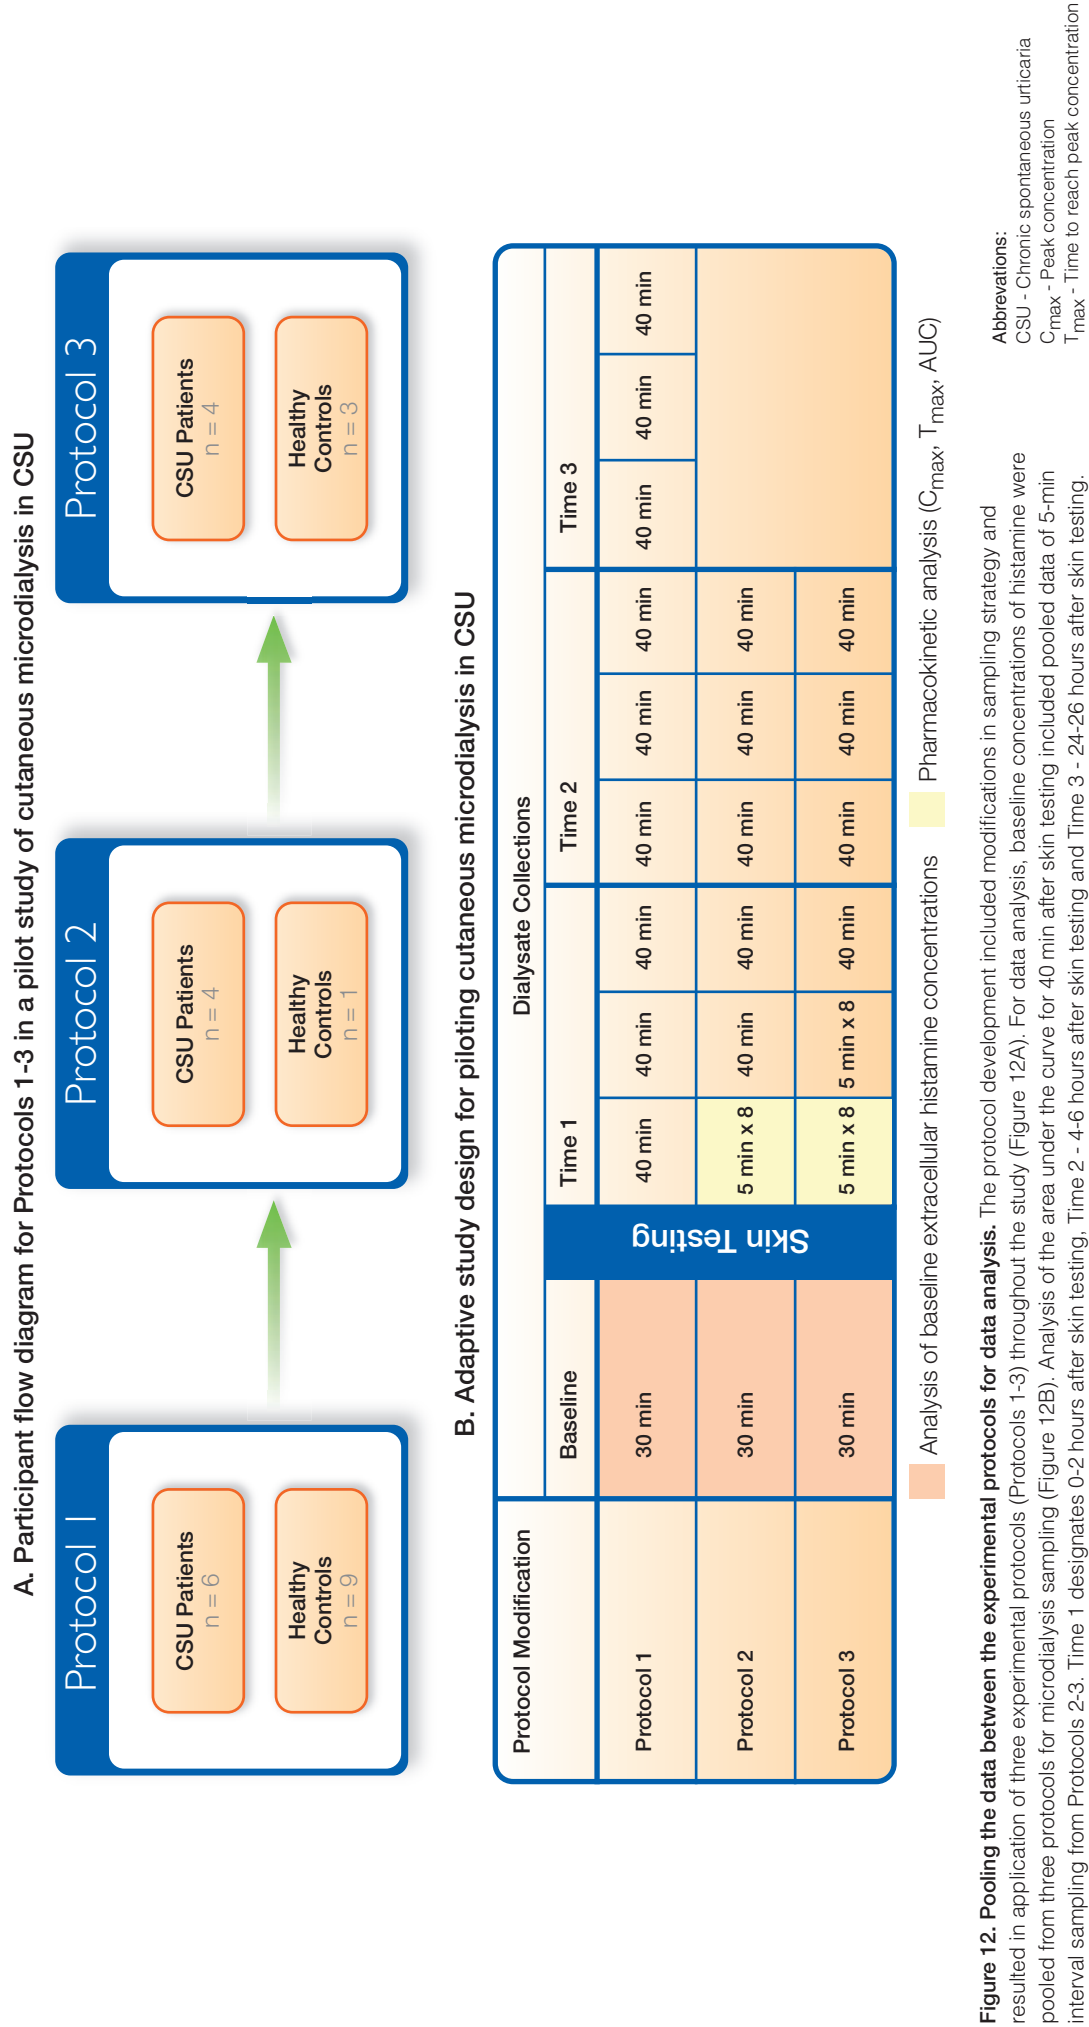 A. Participant flow diagram for Protocols 1-3 in a pilot study of cutaneous microdialysis in CSU
Protocol 1
CSU Patients
n = 6
Healthy
Controls
n = 9
Protocol 2
CSU Patients
n = 4
Healthy
Controls
n = 1
Protocol 3
CSU Patients
n = 4
Healthy
Controls
n = 3
B. Adaptive study design for piloting cutaneous microdialysis in CSU
Protocol Modification
Dialysate Collections
Baseline
Skin Testing
Time 1
Time 2
Time 3
Protocol 1
30 min
40 min
40 min
40 min
40 min
40 min
40 min
40 min
40 min
40 min
Protocol 2
30 min
5 min x 8
40 min
40 min
40 min
40 min
40 min
Protocol 3
30 min
5 min x 8
5 min x 8
40 min
40 min
40 min
40 min
Analysis of baseline extracellular histamine concentrations
Pharmacokinetic analysis (Cmax, Tmax, AUC)
Figure 12. Pooling the data between the experimental protocols for data analysis. The protocol development included modifications in sampling strategy and
resulted in application of three experimental protocols (Protocols 1-3) throughout the study (Figure 12A). For data analysis, baseline concentrations of histamine were
pooled from three protocols for microdialysis sampling (Figure 12B). Analysis of the area under the curve for 40 min after skin testing included pooled data of 5-min
interval sampling from Protocols 2-3. Time 1 designates 0-2 hours after skin testing, Time 2 - 4-6 hours after skin testing and Time 3 - 24-26 hours after skin testing.
Abbrevations:
CSU - Chronic spontaneous urticaria
Cmax - Peak concentration
Tmax - Time to reach peak concentration